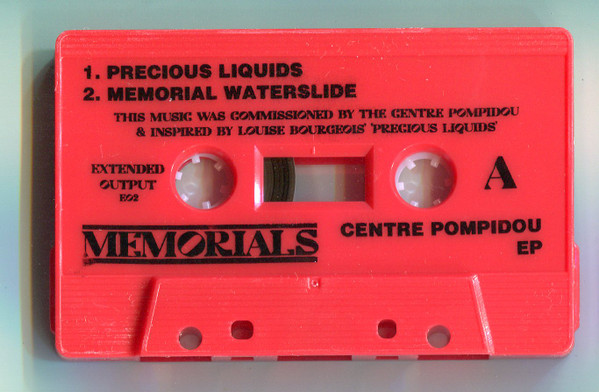 1. PRECIOUS LIQUIDS
2. MEMORIAL WATERSLIDE
THIS MUSIC WAS COMMISSIONED BY THE CENTRE POMPIDOU
& INSPIRED BY LOUISE BOURGEOIS' 'PRECIOUS LIQUIDS'
EXTENDED
OUTPUT
E02
A
MEMORIALS
CENTRE POMPIDOU
EP